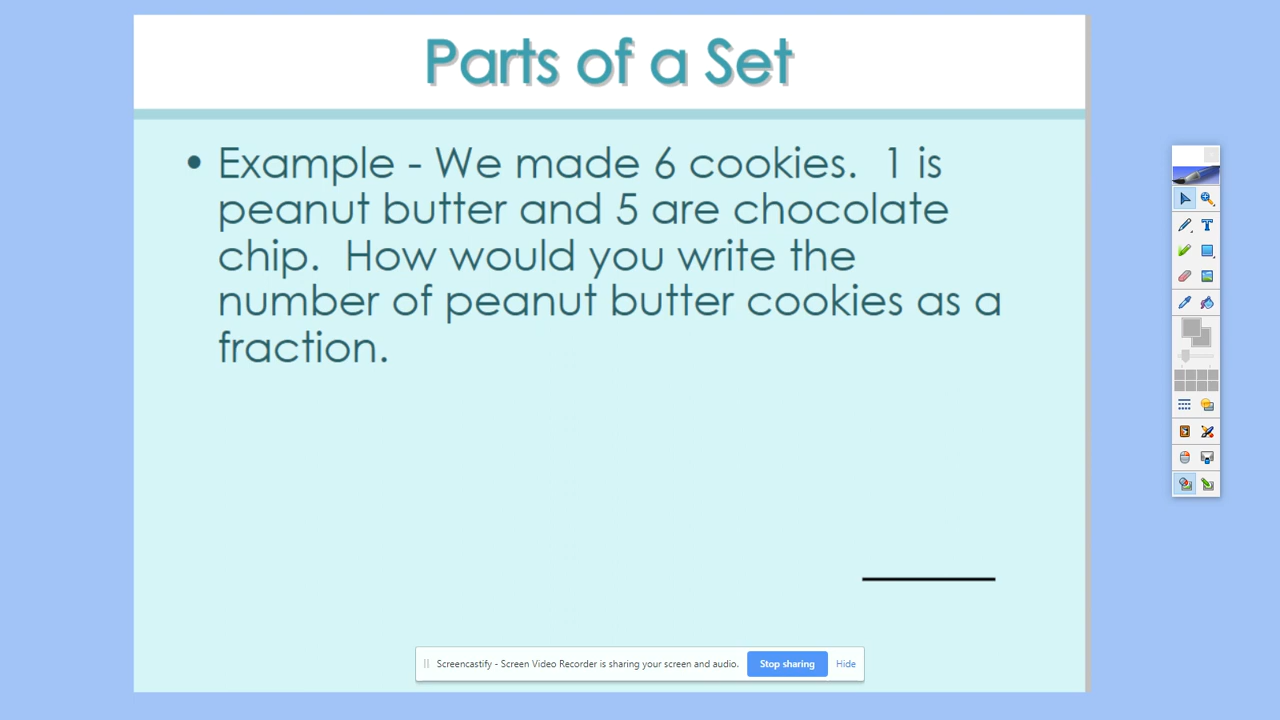 Parts of a Set
• Example - We made 6 cookies.  1 is
peanut butter and 5 are chocolate
chip.  How would you write the
number of peanut butter cookies as a
fraction.
Screencastify - Screen Video Recorder is sharing your screen and audio. Stop sharing Hide